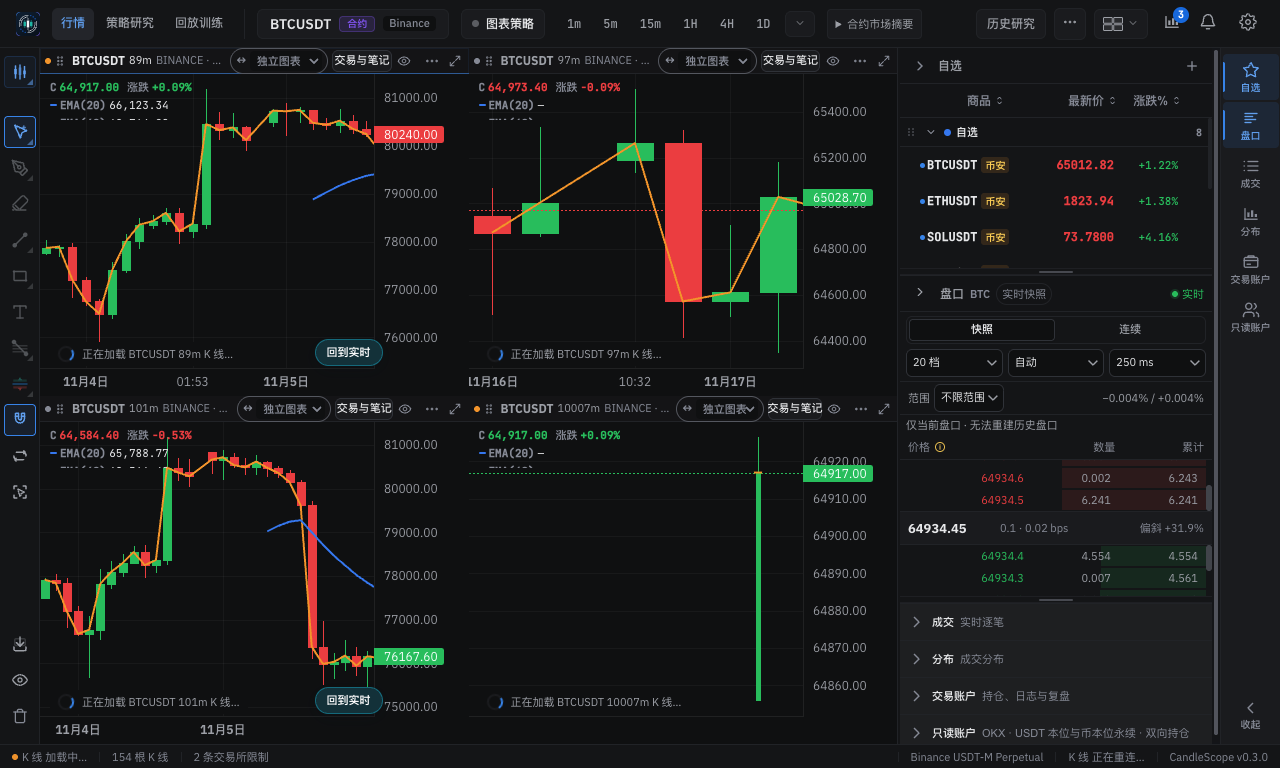 行情 策略研究 回放训练 BTCUSDT 合约 Binance 图表策略 1m 5m 15m 1H 4H 1D 合约市场摘要 历史研究 3
BTCUSDT 89m BINANCE · ... 独立图表 交易与笔记
C 64,917.00 涨跌 +0.09%
EMA(20) 66,123.34
81000.00
80240.00
80000.00
79000.00
78000.00
77000.00
76000.00
正在加载 BTCUSDT 89m K 线...
回到实时
11月4日 01:53 11月5日
BTCUSDT 97m BINANCE · ... 独立图表 交易与笔记
C 64,973.40 涨跌 -0.09%
EMA(20) —
65400.00
65200.00
65028.70
64800.00
64600.00
64400.00
正在加载 BTCUSDT 97m K 线...
11月16日 10:32 11月17日
BTCUSDT 101m BINANCE · ... 独立图表 交易与笔记
C 64,584.40 涨跌 -0.53%
EMA(20) 65,788.77
81000.00
80000.00
79000.00
78000.00
77000.00
76167.60
76000.00
75000.00
正在加载 BTCUSDT 101m K 线...
回到实时
11月4日 11月5日
BTCUSDT 10007m BINANCE · ... 独立图表 交易与笔记
C 64,917.00 涨跌 +0.09%
EMA(20) —
64920.00
64917.00
64910.00
64900.00
64890.00
64880.00
64870.00
64860.00
正在加载 BTCUSDT 10007m K 线...
自选
商品 最新价 涨跌%
自选 8
BTCUSDT 币安 65012.82 +1.22%
ETHUSDT 币安 1823.94 +1.38%
SOLUSDT 币安 73.7800 +4.16%
盘口 BTC 实时快照 实时
快照 连续
20 档 自动 250 ms
范围 不限范围 −0.004% / +0.004%
仅当前盘口 · 无法重建历史盘口
价格 数量 累计
64934.6 0.002 6.243
64934.5 6.241 6.241
64934.45 0.1 · 0.02 bps 偏斜 +31.9%
64934.4 4.554 4.554
64934.3 0.007 4.561
成交 实时逐笔
分布 成交分布
交易账户 持仓、日志与复盘
只读账户 OKX · USDT 本位与币本位永续 · 双向持仓
自选
盘口
成交
分布
交易账户
只读账户
收起
K 线 加载中... 154 根 K 线 2 条交易所限制 Binance USDT-M Perpetual K 线 正在重连... CandleScope v0.3.0